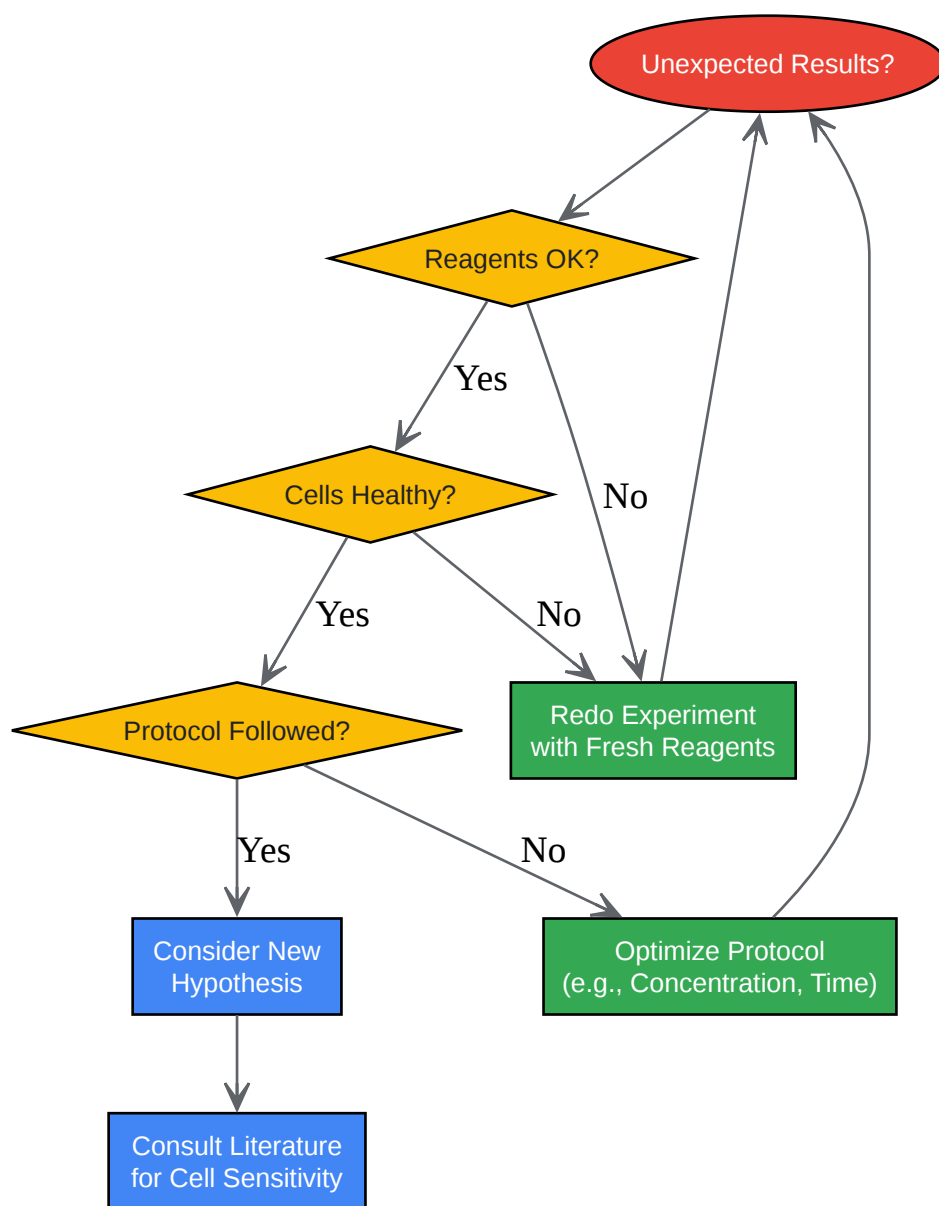 Unexpected Results?
Reagents OK?
Yes
Cells Healthy?
No
Yes
No
Redo Experiment
with Fresh Reagents
Protocol Followed?
Yes
No
Consider New
Hypothesis
Optimize Protocol
(e.g., Concentration, Time)
Consult Literature
for Cell Sensitivity